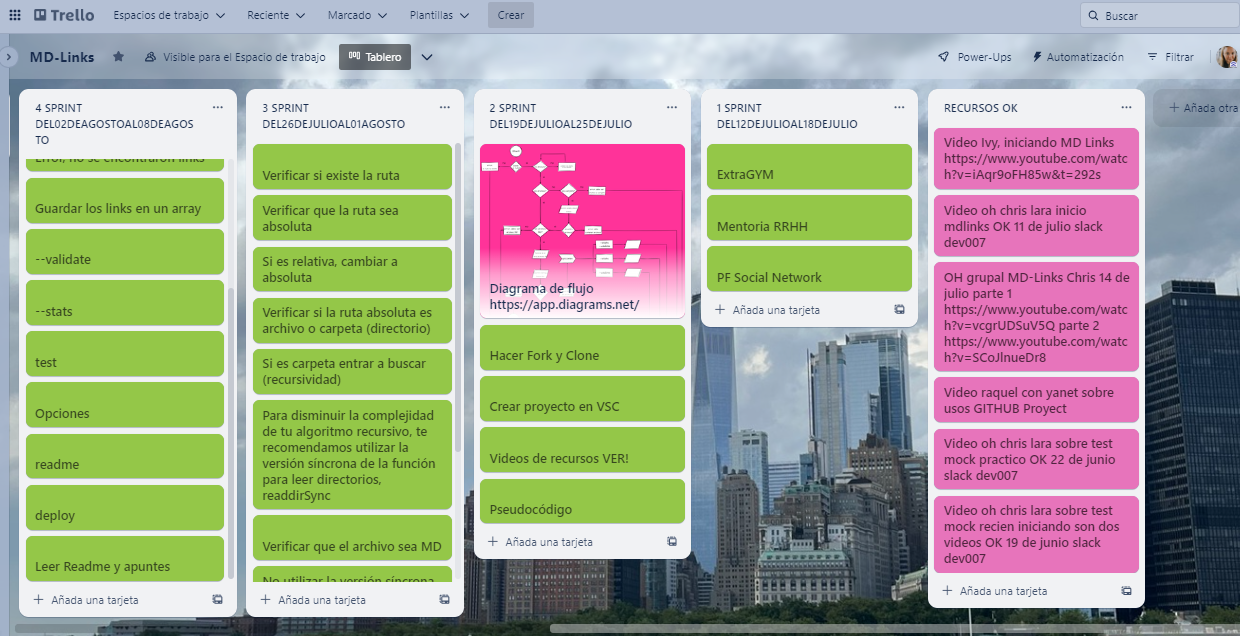 Trello
Espacios de trabajo
Reciente
Marcado
Plantillas
Crear
Buscar
MD-Links
Visible para el Espacio de trabajo
Tablero
Power-Ups
Automatización
Filtrar
4 SPRINT
DEL02DEAGOSTOAL08DEAGOS
TO
Error, no se encontraron links
Guardar los links en un array
--validate
--stats
test
Opciones
readme
deploy
Leer Readme y apuntes
Añada una tarjeta
3 SPRINT
DEL26DEJULIOAL01AGOSTO
Verificar si existe la ruta
Verificar que la ruta sea
absoluta
Si es relativa, cambiar a
absoluta
Verificar si la ruta absoluta es
archivo o carpeta (directorio)
Si es carpeta entrar a buscar
(recursividad)
Para disminuir la complejidad
de tu algoritmo recursivo, te
recomendamos utilizar la
versión síncrona de la función
para leer directorios,
readdirSync
Verificar que el archivo sea MD
No utilizar la versión síncrona
Añada una tarjeta
2 SPRINT
DEL19DEJULIOAL25DEJULIO
Diagrama de flujo
https://app.diagrams.net/
Hacer Fork y Clone
Crear proyecto en VSC
Videos de recursos VER!
Pseudocódigo
Añada una tarjeta
1 SPRINT
DEL12DEJULIOAL18DEJULIO
ExtraGYM
Mentoria RRHH
PF Social Network
Añada una tarjeta
RECURSOS OK
Video Ivy, iniciando MD Links
https://www.youtube.com/watc
h?v=iAqr9oFH85w&t=292s
Video oh chris lara inicio
mdlinks OK 11 de julio slack
dev007
OH grupal MD-Links Chris 14 de
julio parte 1
https://www.youtube.com/watc
h?v=vcgrUDSuV5Q parte 2
https://www.youtube.com/watc
h?v=SCoJlnueDr8
Video raquel con yanet sobre
usos GITHUB Proyect
Video oh chris lara sobre test
mock practico OK 22 de junio
slack dev007
Video oh chris lara sobre test
mock recien iniciando son dos
videos OK 19 de junio slack
dev007
Añada una tarjeta
Añada otra